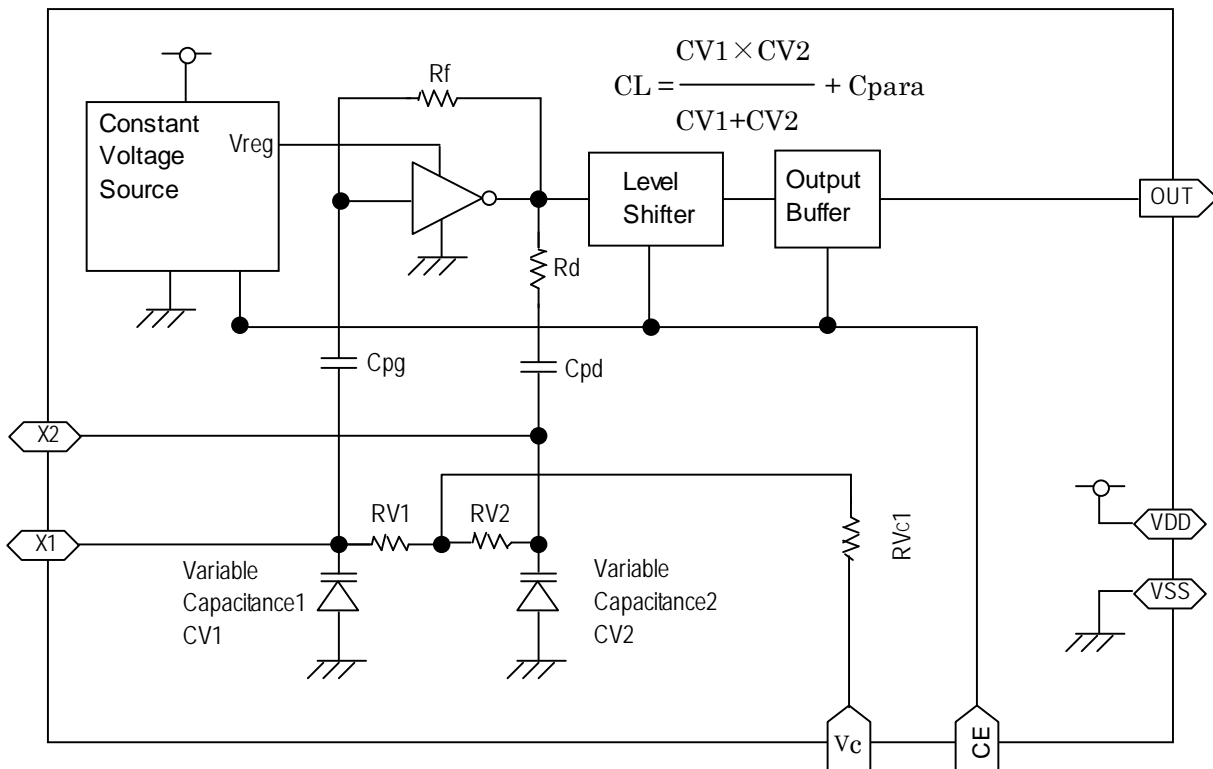 Constant
Voltage
Source
Vreg
Rf
CV1×CV2
CL = + Cpara
CV1+CV2
Level
Shifter
Output
Buffer
OUT
Rd
Cpg
Cpd
X2
X1
RV1
RV2
RVc1
VDD
VSS
Variable
Capacitance1
CV1
Variable
Capacitance2
CV2
Vc
CE